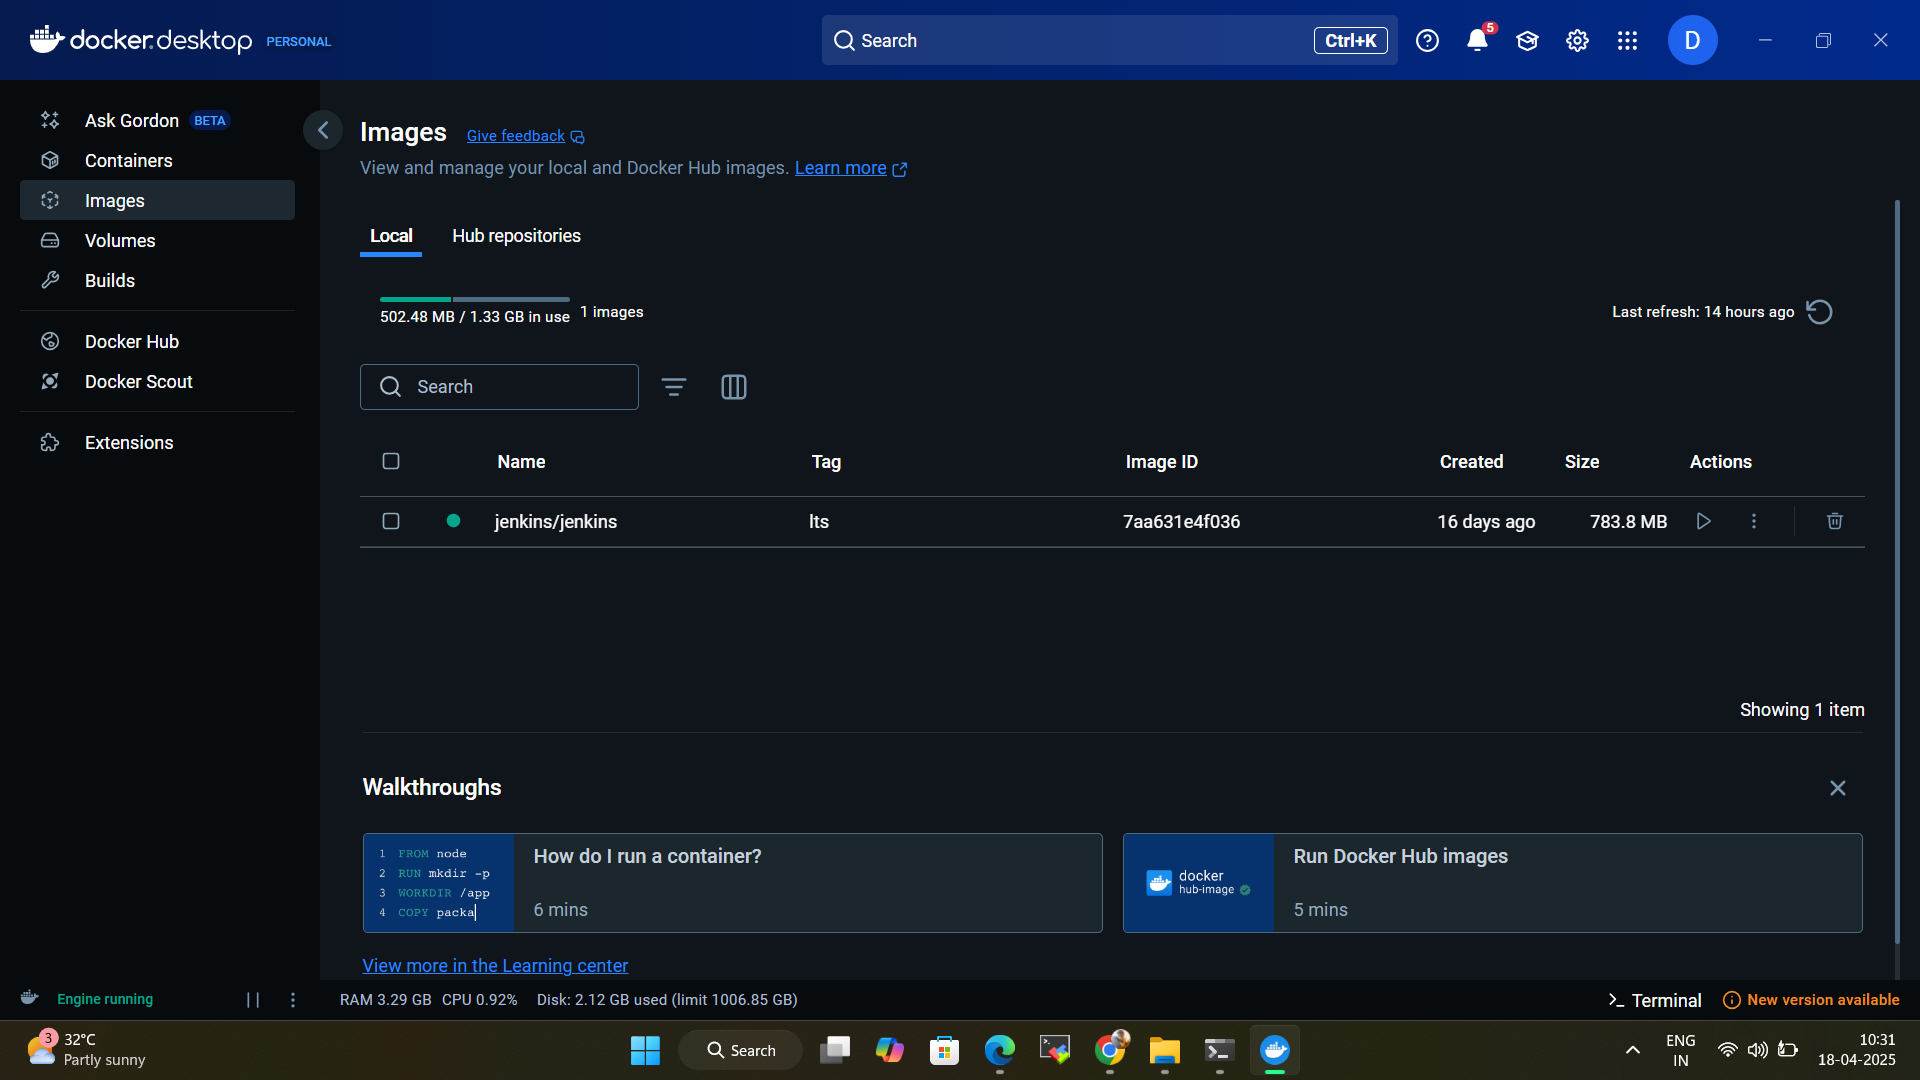 docker.desktop PERSONAL
Search Ctrl+K
5
D
Ask Gordon BETA
Containers
Images
Volumes
Builds
Docker Hub
Docker Scout
Extensions
Images Give feedback
View and manage your local and Docker Hub images. Learn more
Local Hub repositories
502.48 MB / 1.33 GB in use 1 images
Last refresh: 14 hours ago
Search
Name Tag Image ID Created Size Actions
jenkins/jenkins lts 7aa631e4f036 16 days ago 783.8 MB
Showing 1 item
Walkthroughs
1 FROM node
2 RUN mkdir -p
3 WORKDIR /app
4 COPY packa
How do I run a container?
6 mins
docker
hub-image
Run Docker Hub images
5 mins
View more in the Learning center
Engine running
RAM 3.29 GB CPU 0.92% Disk: 2.12 GB used (limit 1006.85 GB)
>_ Terminal
New version available
3
32°C
Partly sunny
Search
ENG
IN
10:31
18-04-2025